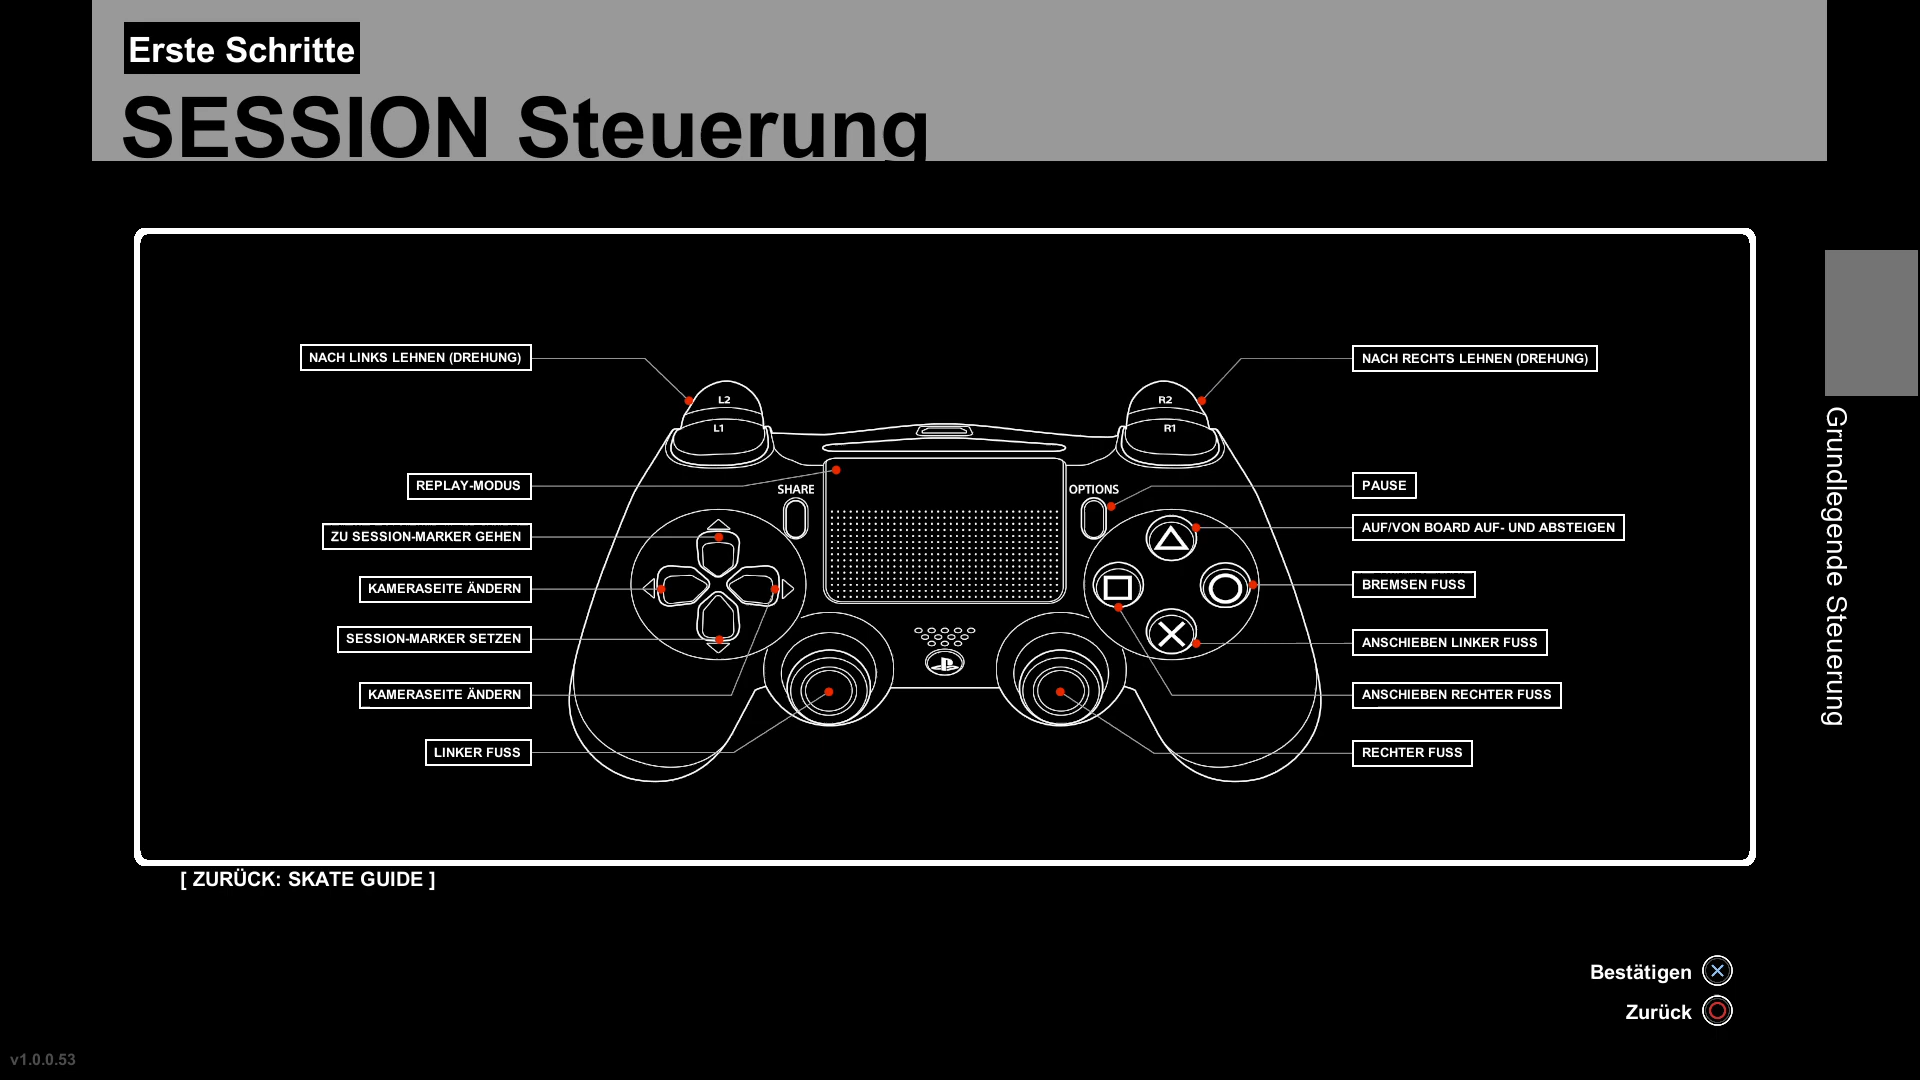 Erste Schritte
SESSION Steuerung
NACH LINKS LEHNEN (DREHUNG)
NACH RECHTS LEHNEN (DREHUNG)
L2
R2
L1
R1
REPLAY-MODUS
SHARE
OPTIONS
PAUSE
ZU SESSION-MARKER GEHEN
AUF/VON BOARD AUF- UND ABSTEIGEN
KAMERASEITE ÄNDERN
BREMSEN FUSS
SESSION-MARKER SETZEN
ANSCHIEBEN LINKER FUSS
KAMERASEITE ÄNDERN
ANSCHIEBEN RECHTER FUSS
LINKER FUSS
RECHTER FUSS
Grundlegende Steuerung
[ ZURÜCK: SKATE GUIDE ]
Bestätigen
Zurück
v1.0.0.53